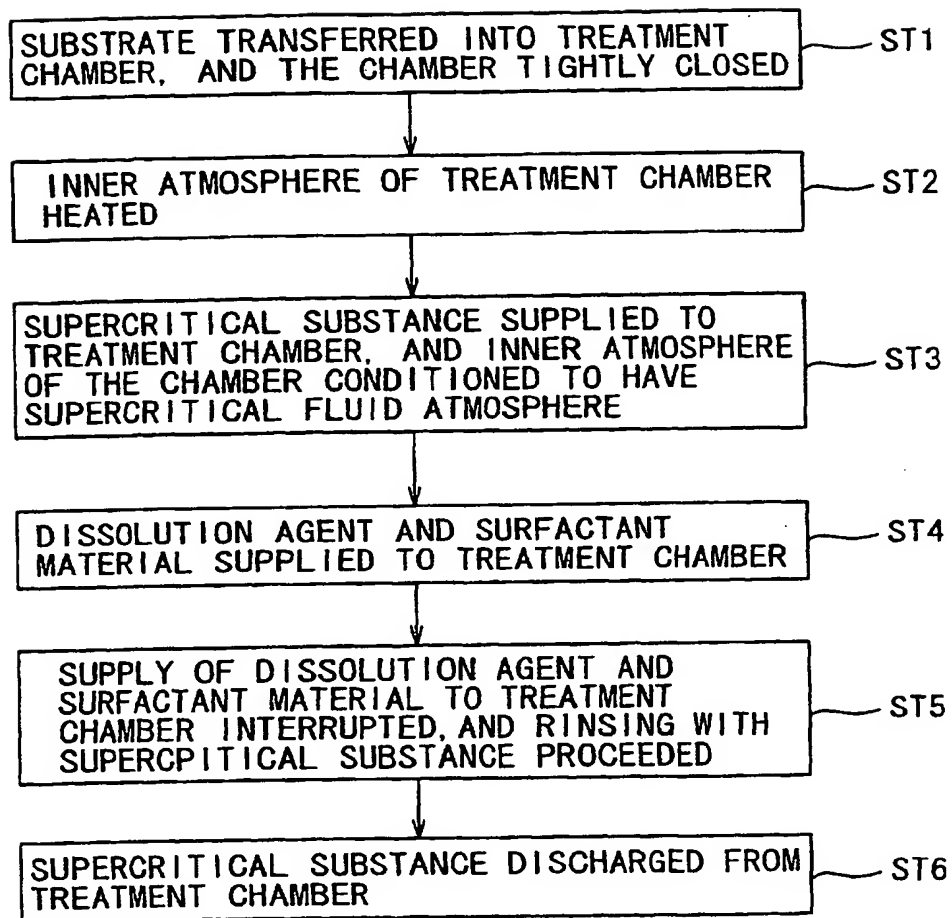 SUBSTRATE TRANSFERRED INTO TREATMENT
CHAMBER, AND THE CHAMBER TIGHTLY CLOSED
ST1
INNER ATMOSPHERE OF TREATMENT CHAMBER
HEATED
ST2
SUPERCRITICAL SUBSTANCE SUPPLIED TO
TREATMENT CHAMBER, AND INNER ATMOSPHERE
OF THE CHAMBER CONDITIONED TO HAVE
SUPERCRITICAL FLUID ATMOSPHERE
ST3
DISSOLUTION AGENT AND SURFACTANT
MATERIAL SUPPLIED TO TREATMENT CHAMBER
ST4
SUPPLY OF DISSOLUTION AGENT AND
SURFACTANT MATERIAL TO TREATMENT
CHAMBER INTERRUPTED, AND RINSING WITH
SUPERCPITICAL SUBSTANCE PROCEEDED
ST5
SUPERCRITICAL SUBSTANCE DISCHARGED FROM
TREATMENT CHAMBER
ST6